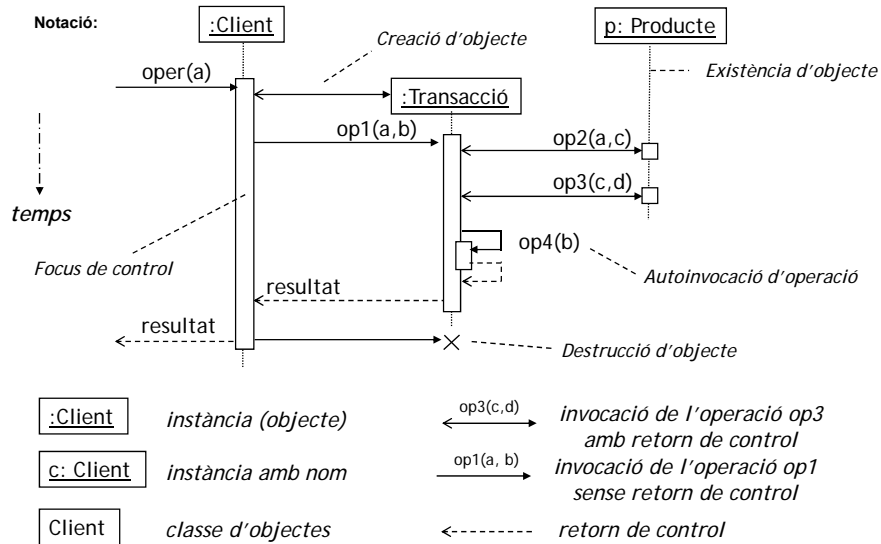 Notació:
:Client
p: Producte
Creació d'objecte
oper(a)
Existència d'objecte
:Transacció
op1(a,b)
op2(a,c)
op3(c,d)
temps
op4(b)
Focus de control
Autoinvocació d'operació
resultat
resultat
Destrucció d'objecte
:Client
instància (objecte)
op3(c,d)
invocació de l'operació op3
amb retorn de control
c: Client
instància amb nom
op1(a, b)
invocació de l'operació op1
sense retorn de control
Client
classe d'objectes
retorn de control